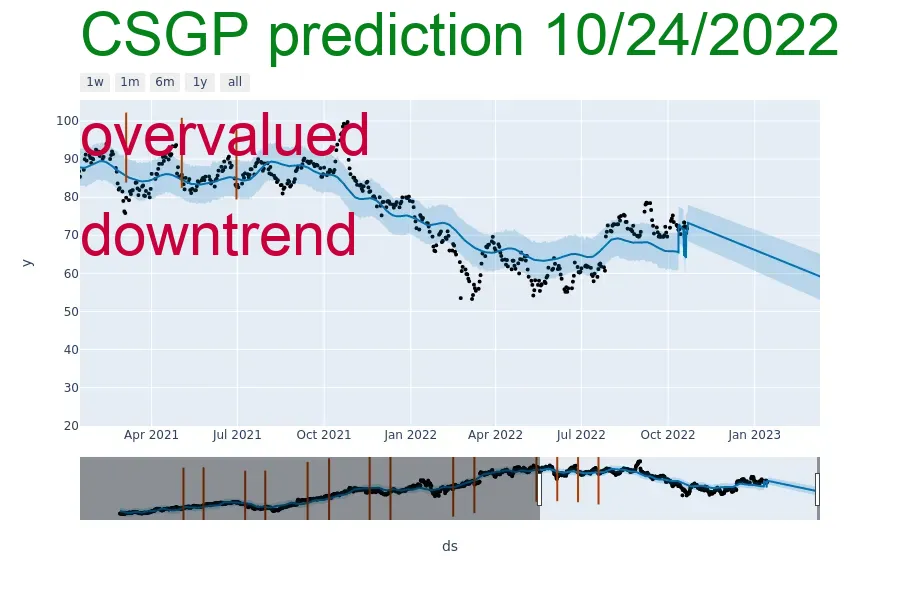 CSGP prediction 10/24/2022
1w 1m 6m 1y all
overvalued
downtrend
100
90
80
70
60
50
40
30
20
y
Apr 2021 Jul 2021 Oct 2021 Jan 2022 Apr 2022 Jul 2022 Oct 2022 Jan 2023
ds